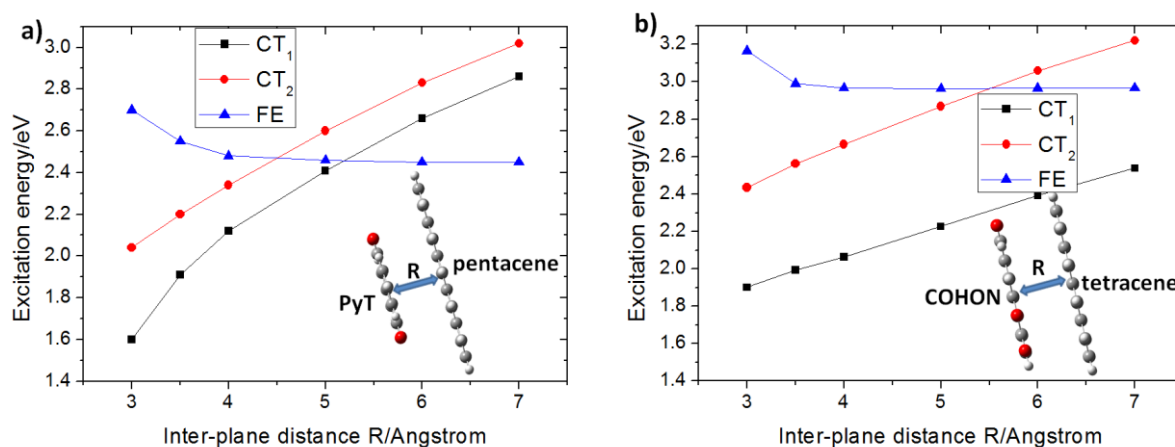 a)
CT1
CT2
FE
3.0
2.8
2.6
2.4
2.2
2.0
1.8
1.6
1.4
Excitation energy/eV
3 4 5 6 7
Inter-plane distance R/Angstrom
PyT
R
pentacene
b)
3.2
3.0
2.8
2.6
2.4
2.2
2.0
1.8
1.6
1.4
Excitation energy/eV
CT1
CT2
FE
3 4 5 6 7
Inter-plane distance R/Angstrom
COHON
R
tetracene